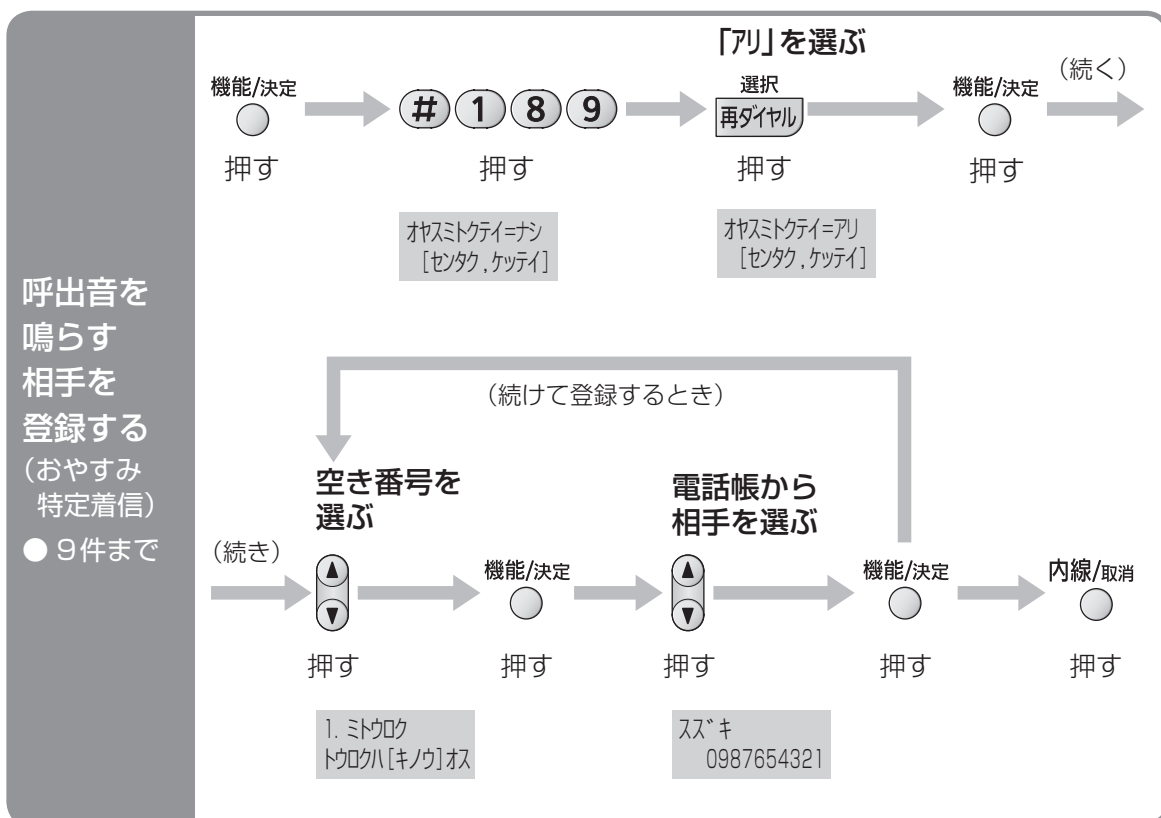 呼出音を
鳴らす
相手を
登録する
（おやすみ
特定着信）
● 9件まで
機能/決定
押す
# 1 8 9
押す
オヤスミトクテイ=ナシ
[センタク,ケッテイ]
「アリ」を選ぶ
選択
再ダイヤル
押す
オヤスミトクテイ=アリ
[センタク,ケッテイ]
機能/決定
押す
（続く）
（続けて登録するとき）
（続き）
空き番号を
選ぶ
▲
▼
押す
1. ミトウロク
トウロクハ[キノウ]オス
機能/決定
押す
電話帳から
相手を選ぶ
▲
▼
押す
スズキ
0987654321
機能/決定
押す
内線/取消
押す